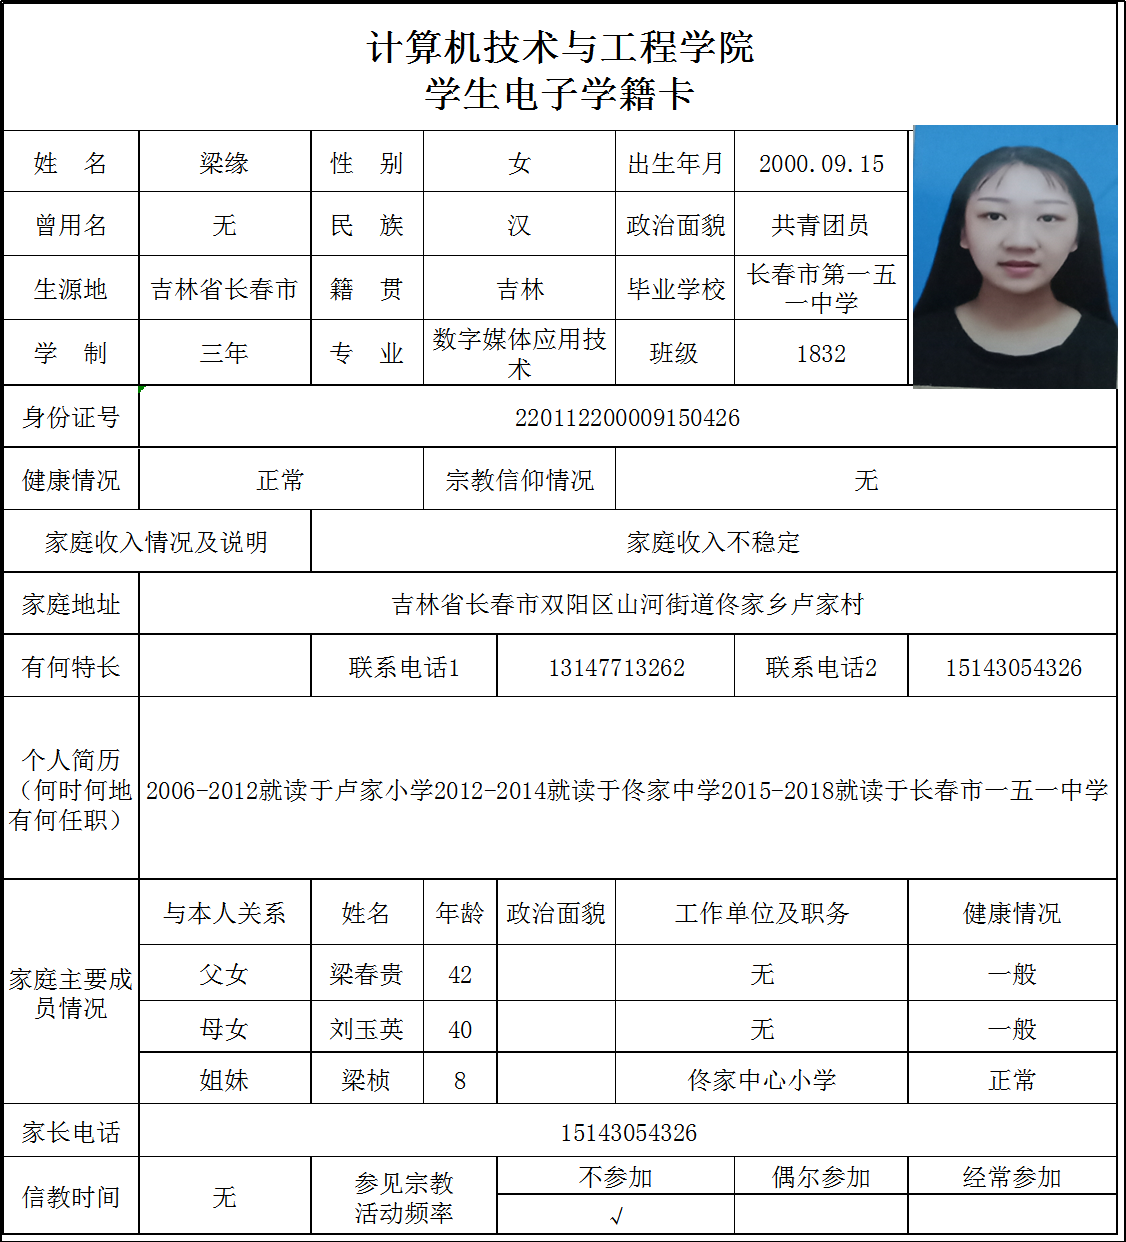 计算机技术与工程学院
学生电子学籍卡
姓 名 梁缘 性 别 女 出生年月 2000.09.15
曾用名 无 民 族 汉 政治面貌 共青团员
生源地 吉林省长春市 籍 贯 吉林 毕业学校 长春市第一五
一中学
学 制 三年 专 业 数字媒体应用技
术 班级 1832
身份证号 220112200009150426
健康情况 正常 宗教信仰情况 无
家庭收入情况及说明 家庭收入不稳定
家庭地址 吉林省长春市双阳区山河街道佟家乡卢家村
有何特长 联系电话1 13147713262 联系电话2 15143054326
个人简历
（何时何地
有何任职）
2006-2012就读于卢家小学2012-2014就读于佟家中学2015-2018就读于长春市一五一中学
家庭主要成
员情况
与本人关系 姓名 年龄 政治面貌 工作单位及职务 健康情况
父女 梁春贵 42 无 一般
母女 刘玉英 40 无 一般
姐妹 梁桢 8 佟家中心小学 正常
家长电话 15143054326
信教时间 无 参见宗教
活动频率
不参加 偶尔参加 经常参加
√